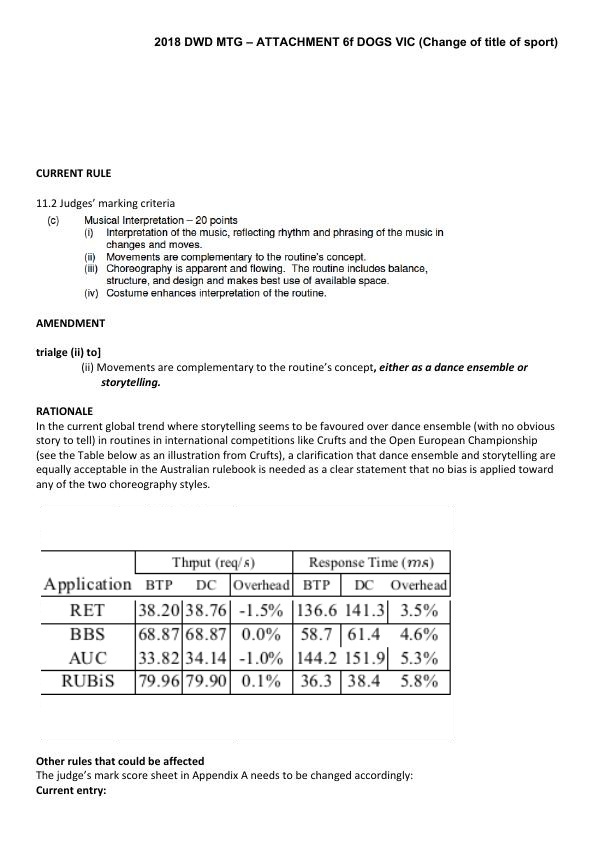 2018 DWD MTG – ATTACHMENT 6f DOGS VIC (Change of title of sport)
CURRENT RULE
11.2 Judges’ marking criteria
(c) Musical Interpretation – 20 points
(i) Interpretation of the music, reflecting rhythm and phrasing of the music in
changes and moves.
(ii) Movements are complementary to the routine's concept.
(iii) Choreography is apparent and flowing. The routine includes balance,
structure, and design and makes best use of available space.
(iv) Costume enhances interpretation of the routine.
AMENDMENT
trialge (ii) to]
(ii) Movements are complementary to the routine’s concept, either as a dance ensemble or
storytelling.
RATIONALE
In the current global trend where storytelling seems to be favoured over dance ensemble (with no obvious
story to tell) in routines in international competitions like Crufts and the Open European Championship
(see the Table below as an illustration from Crufts), a clarification that dance ensemble and storytelling are
equally acceptable in the Australian rulebook is needed as a clear statement that no bias is applied toward
any of the two choreography styles.
Thrput (req/s) Response Time (ms)
Application BTP DC Overhead BTP DC Overhead
RET 38.20 38.76 -1.5% 136.6 141.3 3.5%
BBS 68.87 68.87 0.0% 58.7 61.4 4.6%
AUC 33.82 34.14 -1.0% 144.2 151.9 5.3%
RUBiS 79.96 79.90 0.1% 36.3 38.4 5.8%
Other rules that could be affected
The judge’s mark score sheet in Appendix A needs to be changed accordingly:
Current entry: